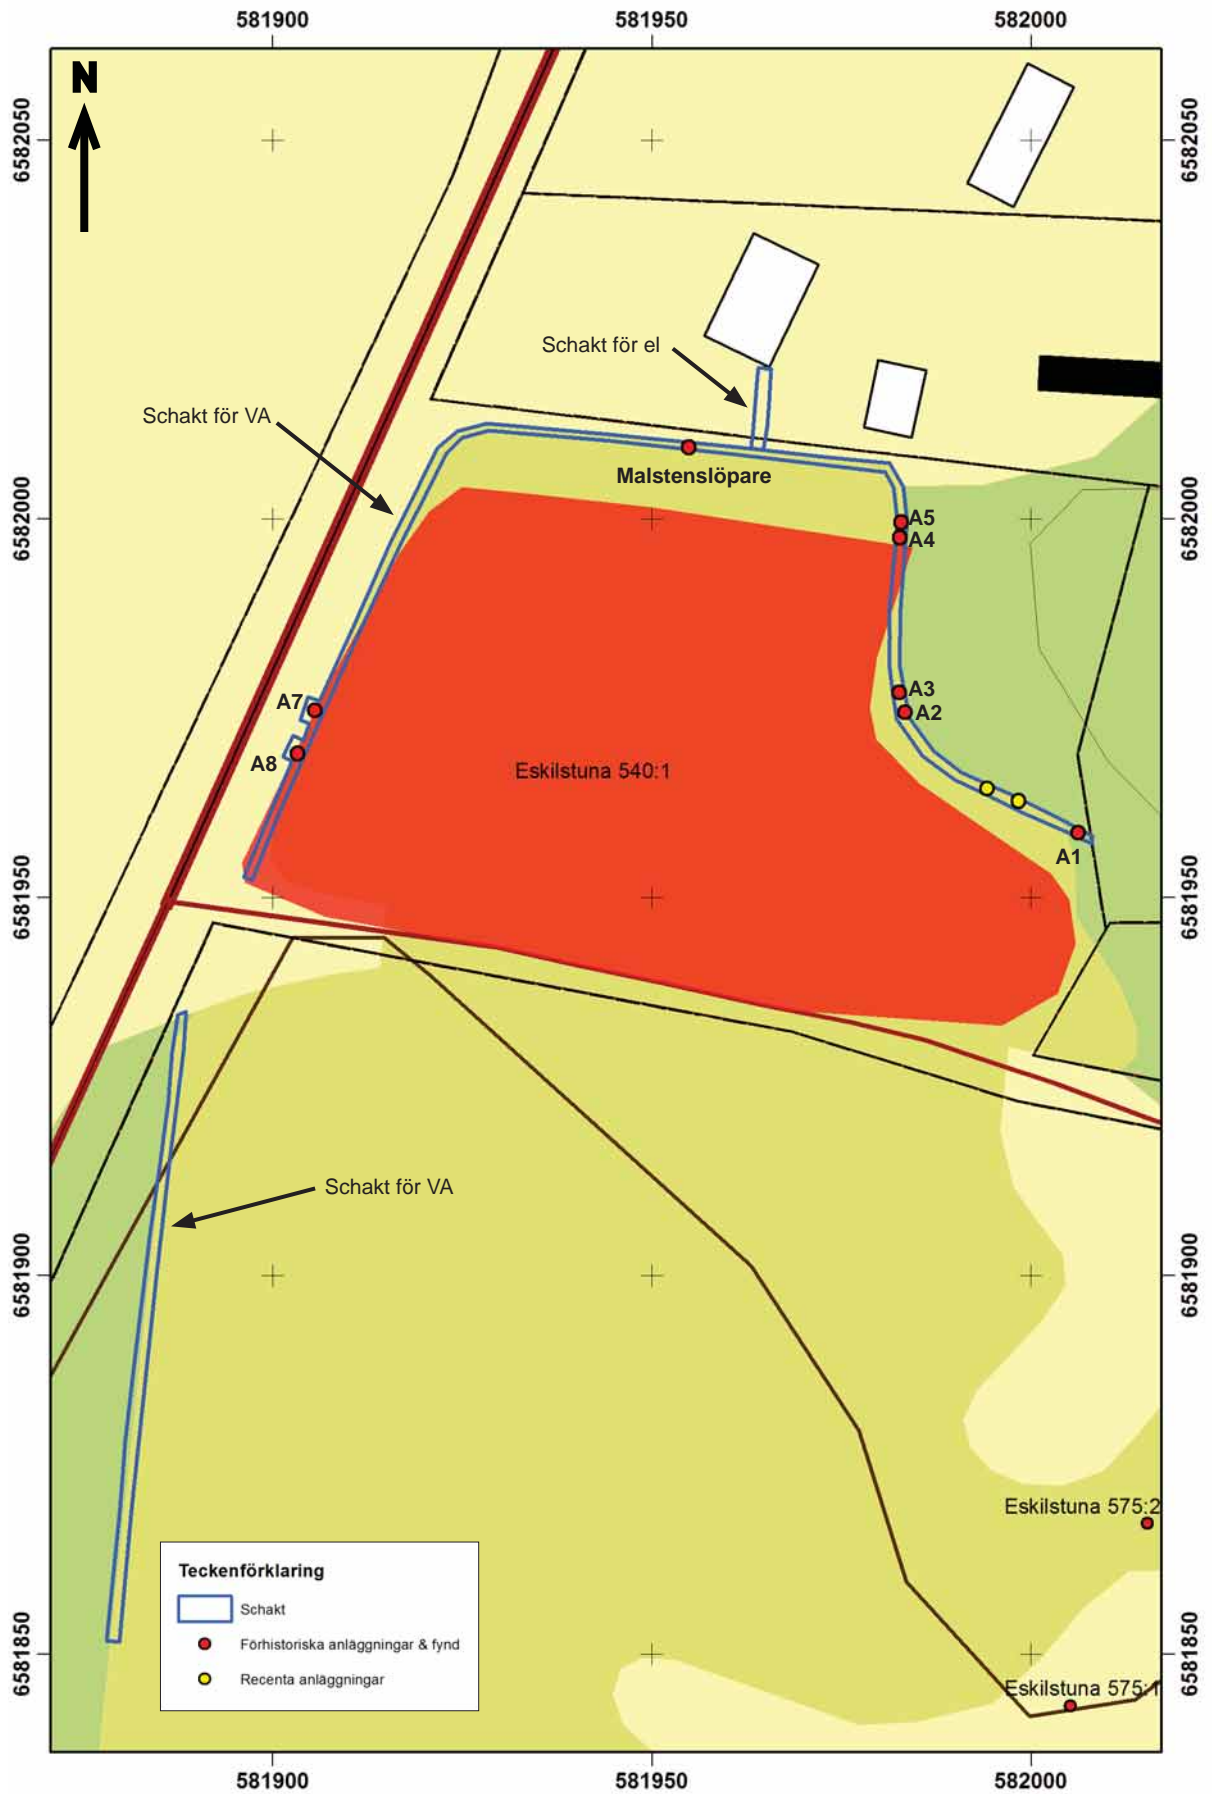 581900
581950
582000
N
6582050
6582050
Schakt för el
Schakt för VA
Malstenslöpare
6582000
6582000
A5
A4
A3
A2
A7
A8
Eskilstuna 540:1
A1
6581950
6581950
Schakt för VA
6581900
6581900
Eskilstuna 575:2
Teckenförklaring
Schakt
Förhistoriska anläggningar & fynd
Recenta anläggningar
6581850
6581850
Eskilstuna 575:1
581900
581950
582000